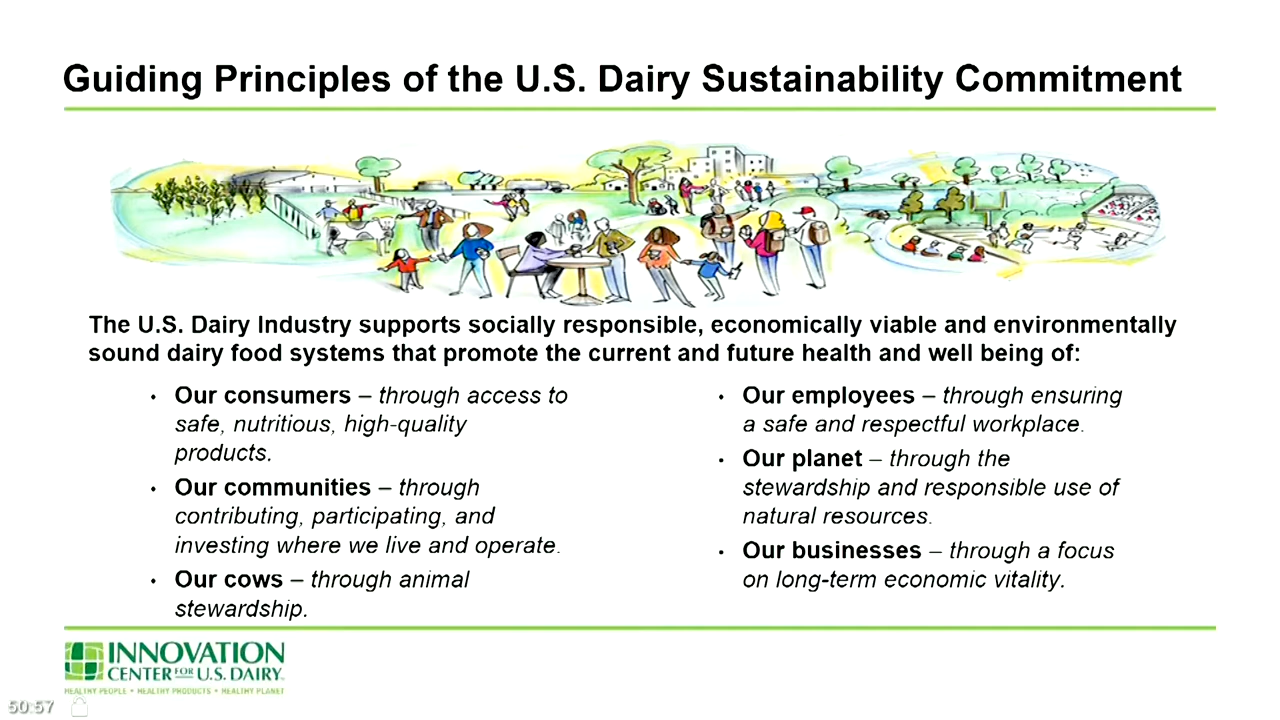 Guiding Principles of the U.S. Dairy Sustainability Commitment
The U.S. Dairy Industry supports socially responsible, economically viable and environmentally
sound dairy food systems that promote the current and future health and well being of:
• Our consumers – through access to
safe, nutritious, high-quality
products.
• Our communities – through
contributing, participating, and
investing where we live and operate.
• Our cows – through animal
stewardship.
• Our employees – through ensuring
a safe and respectful workplace.
• Our planet – through the
stewardship and responsible use of
natural resources.
• Our businesses – through a focus
on long-term economic vitality.
INNOVATION
CENTER FOR U.S. DAIRY
HEALTHY PEOPLE • HEALTHY PRODUCTS • HEALTHY PLANET
50:57